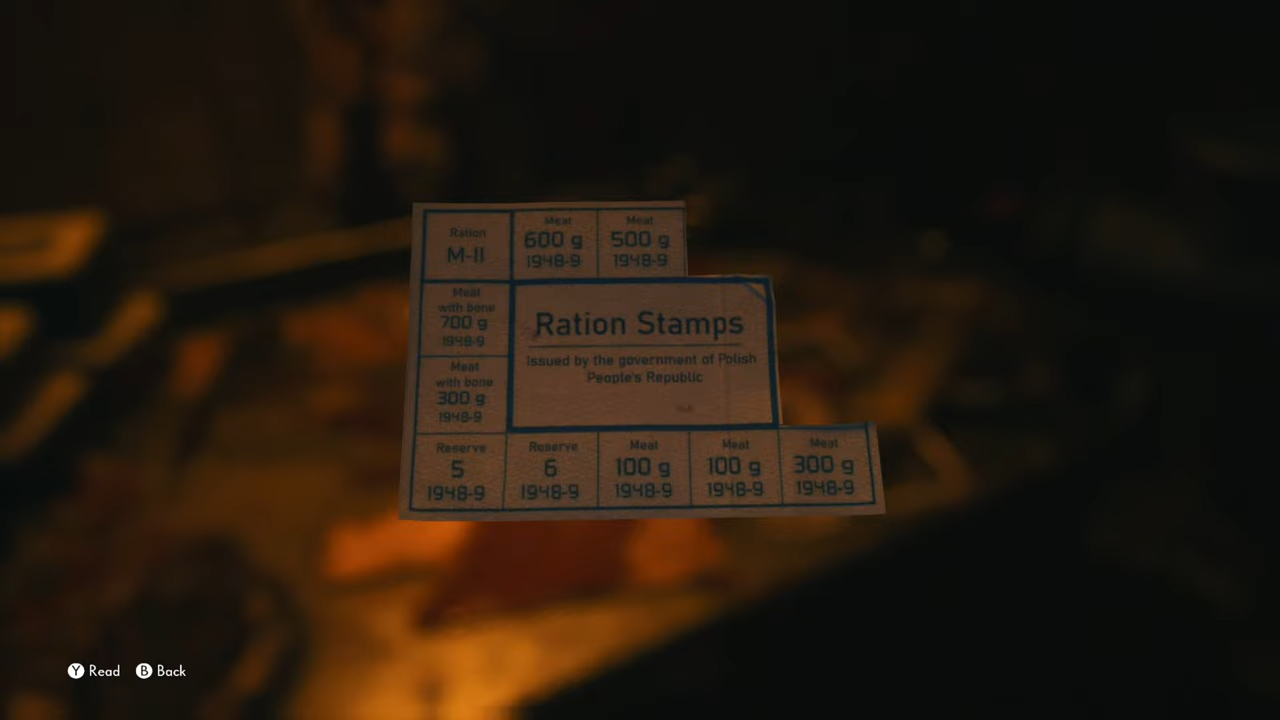 Ration
M-II
Meat
600 g
1948-9
Meat
500 g
1948-9
Meat
with bone
700 g
1948-9
Ration Stamps
Issued by the government of Polish
People's Republic
Meat
with bone
300 g
1948-9
Reserve
5
1948-9
Reserve
6
1948-9
Meat
100 g
1948-9
Meat
100 g
1948-9
Meat
300 g
1948-9
Y Read B Back